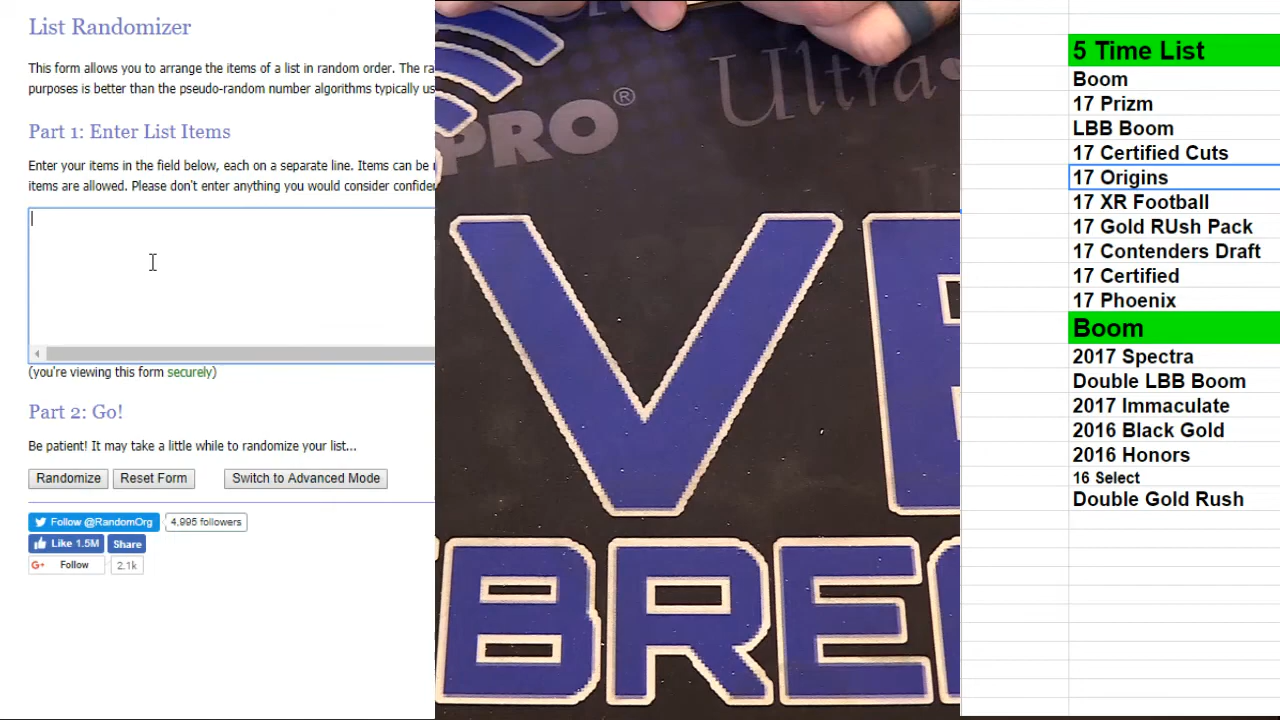 List Randomizer
This form allows you to arrange the items of a list in random order. The ra
purposes is better than the pseudo-random number algorithms typically us
Part 1: Enter List Items
Enter your items in the field below, each on a separate line. Items can be
items are allowed. Please don't enter anything you would consider confider
(you're viewing this form securely)
Part 2: Go!
Be patient! It may take a little while to randomize your list...
Randomize
Reset Form
Switch to Advanced Mode
Follow @RandomOrg
4,995 followers
Like 1.5M
Share
G+
Follow
2.1k
PRO®
Ultra
V
BRE
5 Time List
Boom
17 Prizm
LBB Boom
17 Certified Cuts
17 Origins
17 XR Football
17 Gold RUsh Pack
17 Contenders Draft
17 Certified
17 Phoenix
Boom
2017 Spectra
Double LBB Boom
2017 Immaculate
2016 Black Gold
2016 Honors
16 Select
Double Gold Rush